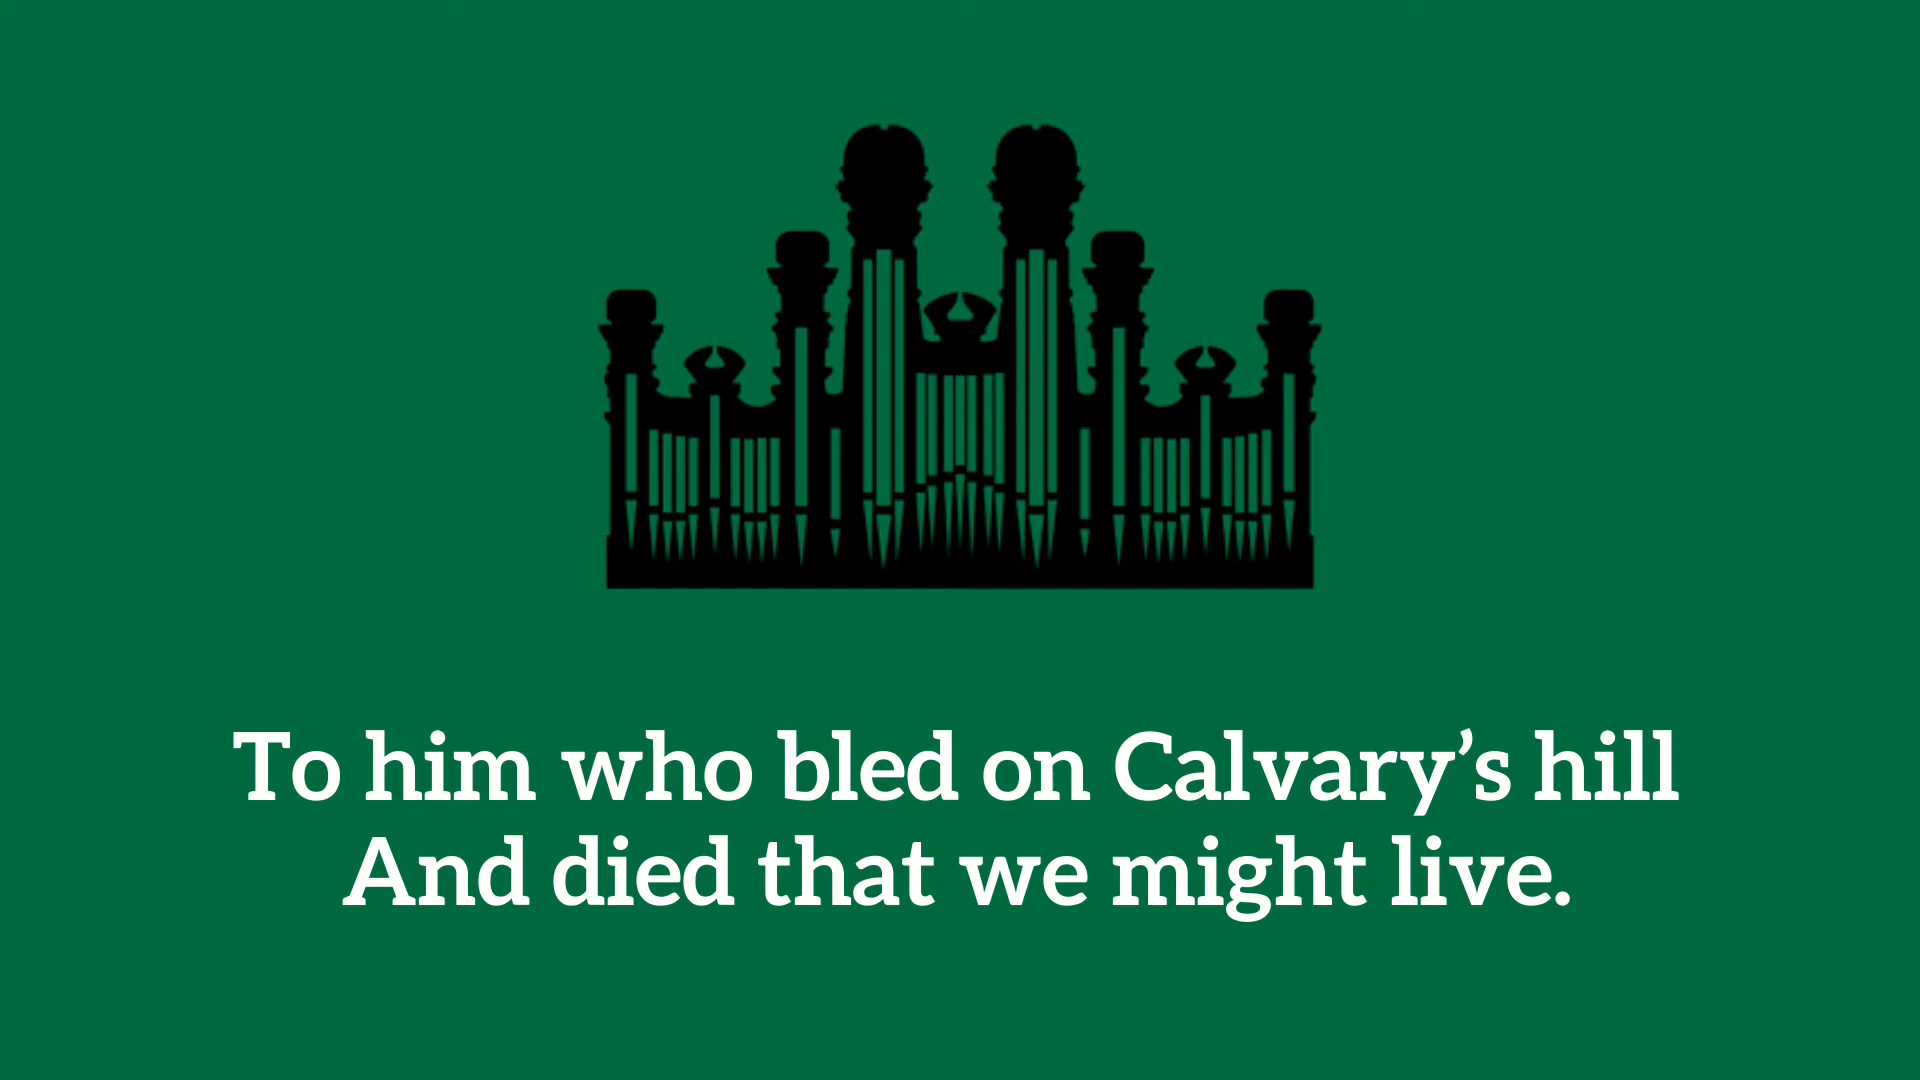 To him who bled on Calvary’s hill
And died that we might live.